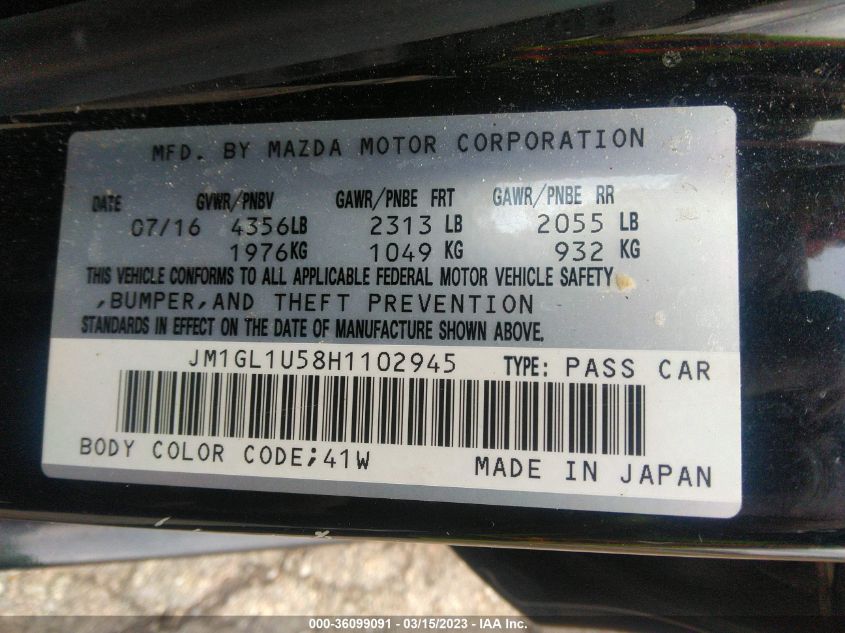 MFD. BY MAZDA MOTOR CORPORATION
DATE GVWR/PNBV GAWR/PNBE FRT GAWR/PNBE RR
07/16 4356LB 2313 LB 2055 LB
1976KG 1049 KG 932 KG
THIS VEHICLE CONFORMS TO ALL APPLICABLE FEDERAL MOTOR VEHICLE SAFETY
,BUMPER,AND THEFT PREVENTION
STANDARDS IN EFFECT ON THE DATE OF MANUFACTURE SHOWN ABOVE.
JM1GL1U58H1102945 TYPE: PASS CAR
BODY COLOR CODE;41W MADE IN JAPAN
000-36099091 - 03/15/2023 - IAA Inc.